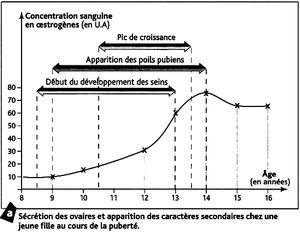 Concentration sanguine
en œstrogènes (en U.A)
Pic de croissance
Apparition des poils pubiens
Début du développement des seins
80
70
60
50
40
30
20
10
8 9 10 11 12 13 14 15 16
Âge
(en années)
a Sécrétion des ovaires et apparition des caractères secondaires chez une
jeune fille au cours de la puberté.